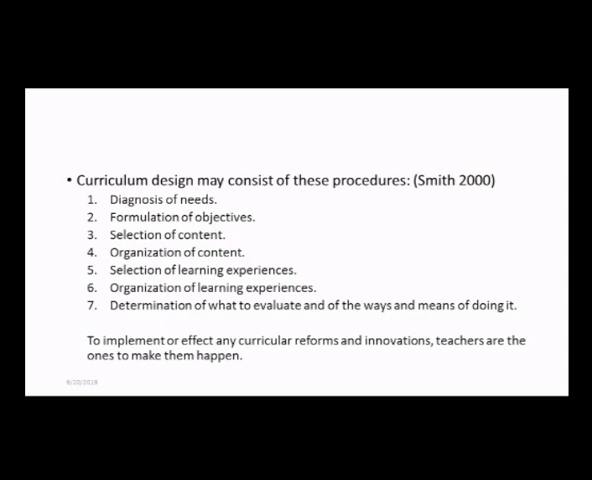 • Curriculum design may consist of these procedures: (Smith 2000)
1. Diagnosis of needs.
2. Formulation of objectives.
3. Selection of content.
4. Organization of content.
5. Selection of learning experiences.
6. Organization of learning experiences.
7. Determination of what to evaluate and of the ways and means of doing it.
To implement or effect any curricular reforms and innovations, teachers are the
ones to make them happen.
6/20/2018